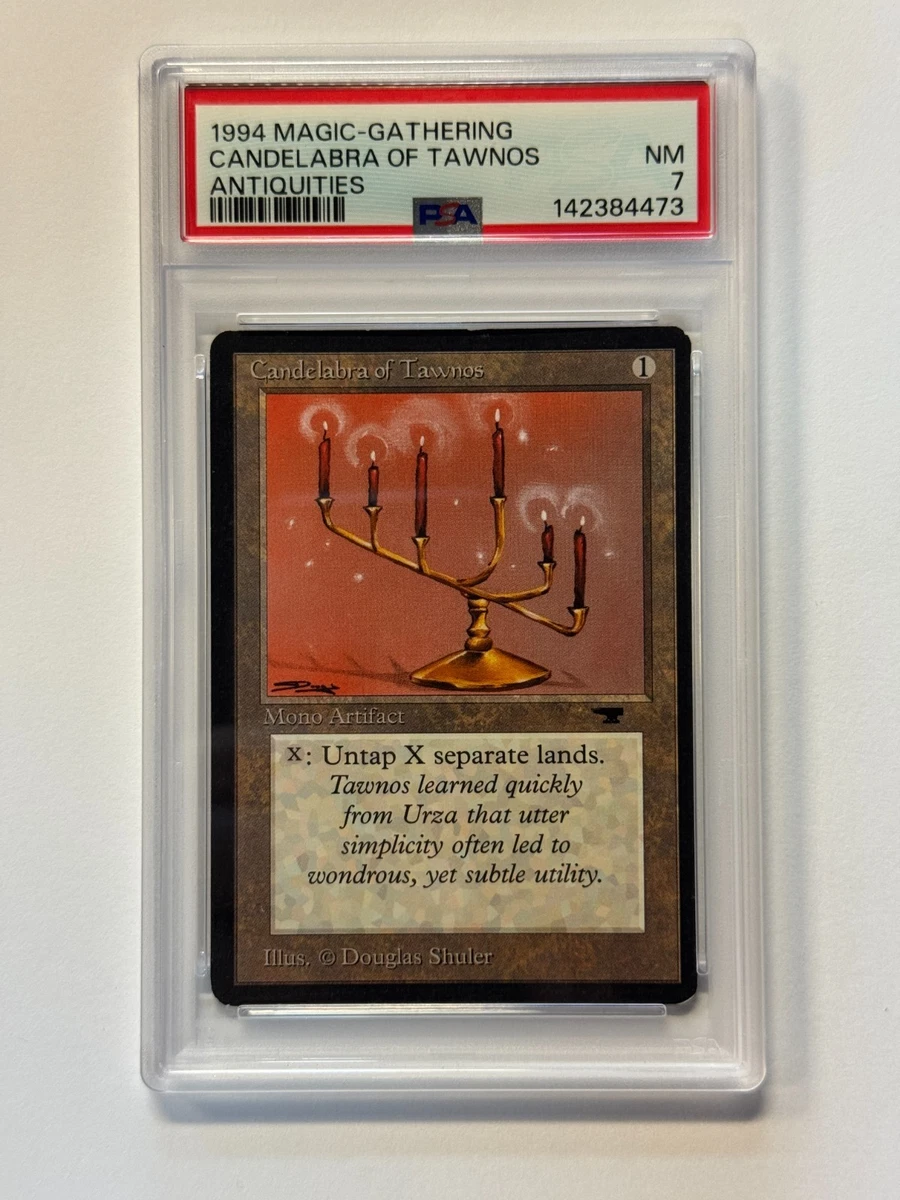 1994 MAGIC-GATHERING
CANDELABRA OF TAWNOS NM
ANTIQUITIES 7
PSA 142384473
Candelabra of Tawnos 1
Mono Artifact
X: Untap X separate lands.
Tawnos learned quickly
from Urza that utter
simplicity often led to
wondrous, yet subtle utility.
Illus. © Douglas Shuler